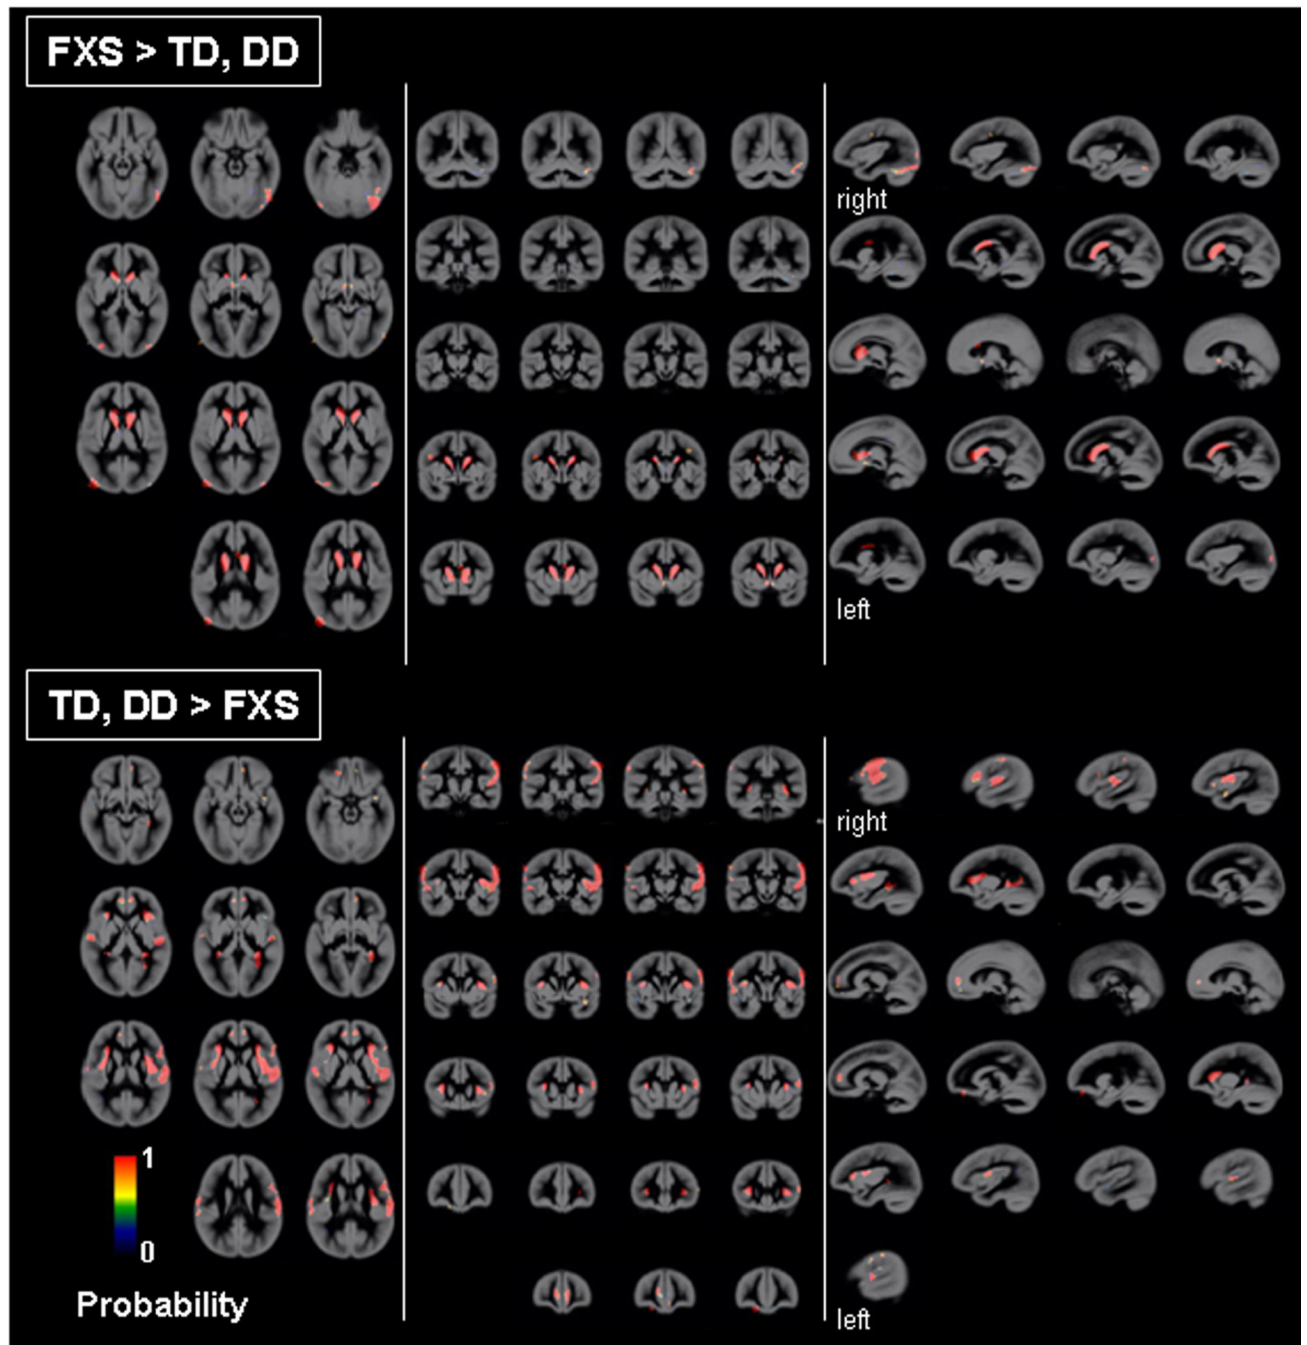 FXS > TD, DD
right
left
TD, DD > FXS
right
1
0
Probability
left